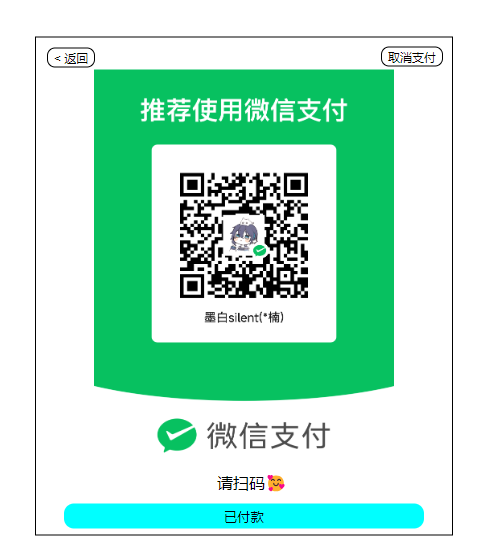 < 返回
取消支付
推荐使用微信支付
墨白silent(*楠)
微信支付
请扫码🥰
已付款